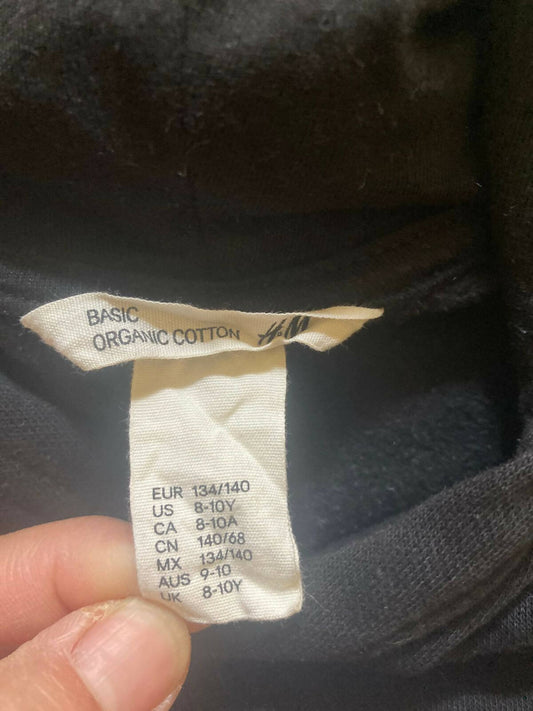 BASIC
ORGANIC COTTON H&M
EUR 134/140
US 8-10Y
CA 8-10A
CN 140/68
MX 134/140
AUS 9-10
UK 8-10Y